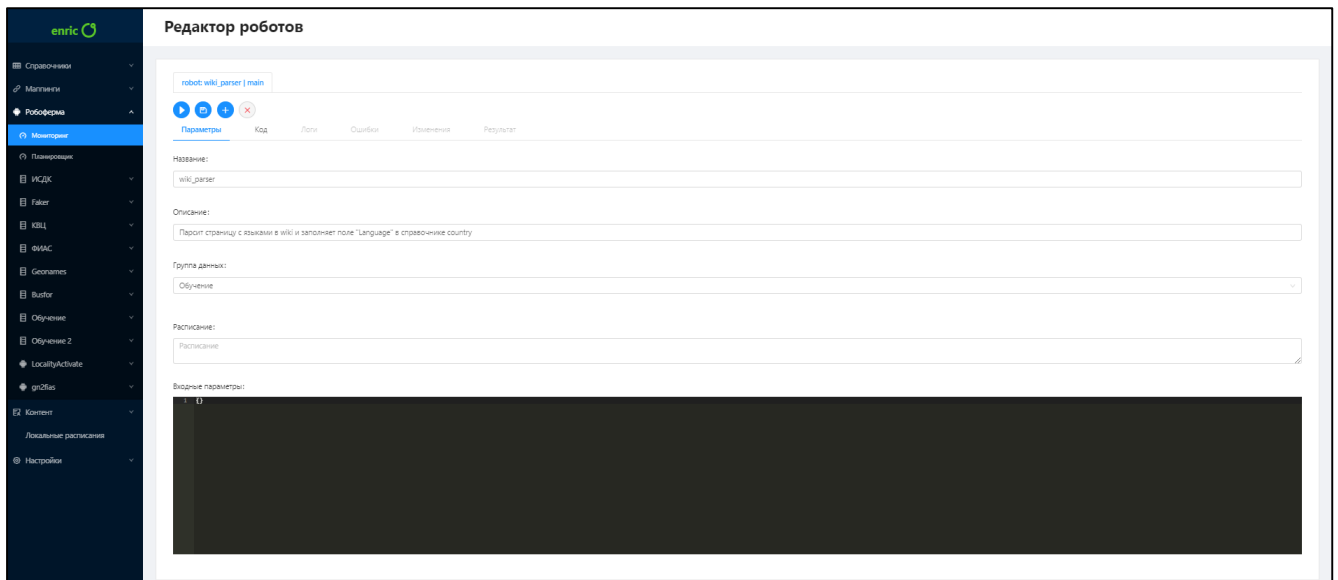 enric
Редактор роботов
Справочники
Маппинги
Робоферма
Мониторинг
Планировщик
ИСДК
Faker
КВЦ
ФИАС
Geonames
Busfor
Обучение
Обучение 2
LocalityActivate
gn2fias
Контент
Локальные расписания
Настройки
robot: wiki_parser | main
Параметры Код Логи Ошибки Изменения Результат
Название:
wiki_parser
Описание:
Парсит страницу с языками в wiki и заполняет поле "Language" в справочнике country
Группа данных:
Обучение
Расписание:
Расписание
Входные параметры:
1 {}